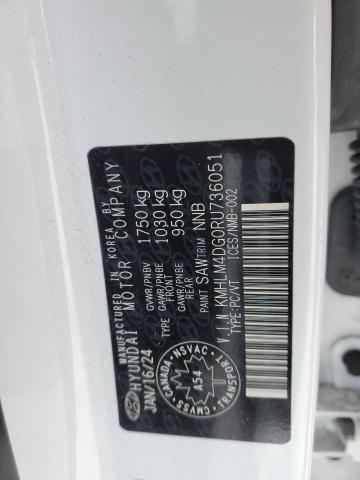 MANUFACTURED IN KOREA BY
HYUNDAI MOTOR COMPANY
JAN/16/24
GVWR/PNBV 1750 kg
TYPE GAWR/PNBE 1030 kg
GAWR/PNBE 950 kg
PAINT SAW TRIM NNB
V I N KMHLM4DG0RU736051
TYPE:PC/VT ICES/NMB-002
CANADA NSVAC
A54
CMVSS TRANSPORT